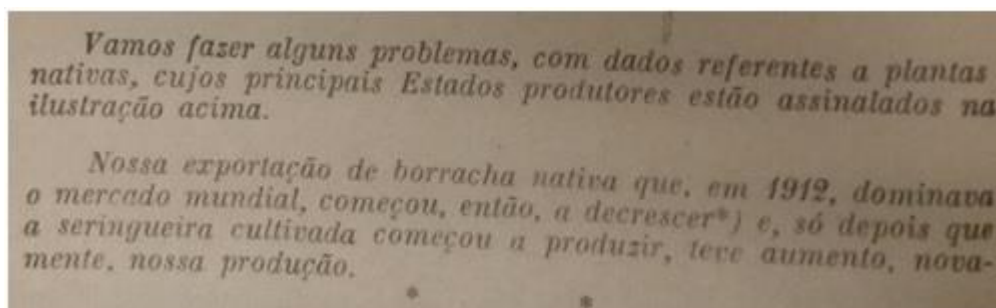 Vamos fazer alguns problemas, com dados referentes a plantas
nativas, cujos principais Estados produtores estão assinalados na
ilustração acima.
Nossa exportação de borracha nativa que, em 1912, dominava
o mercado mundial, começou, então, a decrescer*) e, só depois que
a seringueira cultivada começou a produzir, teve aumento, nova-
mente, nossa produção.
* *